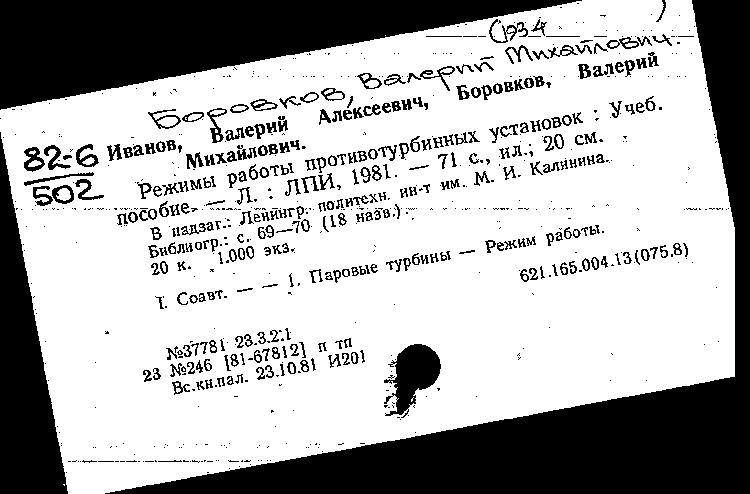 (1934 )
Боровков, Валерий Михайлович.
82-6
502
Иванов, Валерий Алексеевич, Боровков, Валерий
Михайлович.
Режимы работы противотурбинных установок : Учеб.
пособие. — Л. : ЛПИ, 1981. — 71 с., ил.; 20 см.
В надзаг.: Ленингр. политехн. ин-т им. М. И. Калинина.
Библиогр.: с. 69—70 (18 назв.).
20 к. 1.000 экз.
I. Соавт. — — 1. Паровые турбины — Режим работы.
621.165.004.13(075.8)
№37781 23.3.2.1
23 №246 [81-67812] п тп
Вс.кн.пал. 23.10.81 И201